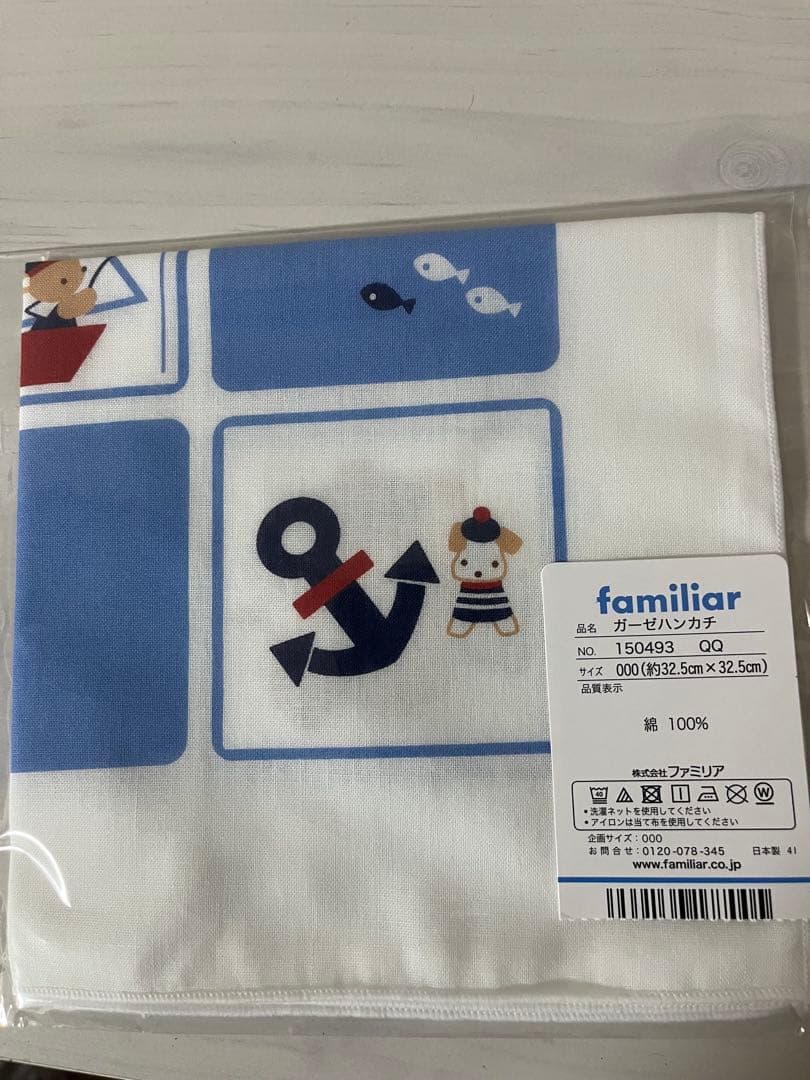 familiar
品名 ガーゼハンカチ
NO. 150493 QQ
サイズ 000(約32.5cm×32.5cm)
品質表示
綿 100%
株式会社ファミリア
40 W
•洗濯ネットを使用してください
•アイロンは当て布を使用してください
企画サイズ:000
お問合せ:0120-078-345 日本製 41
www.familiar.co.jp